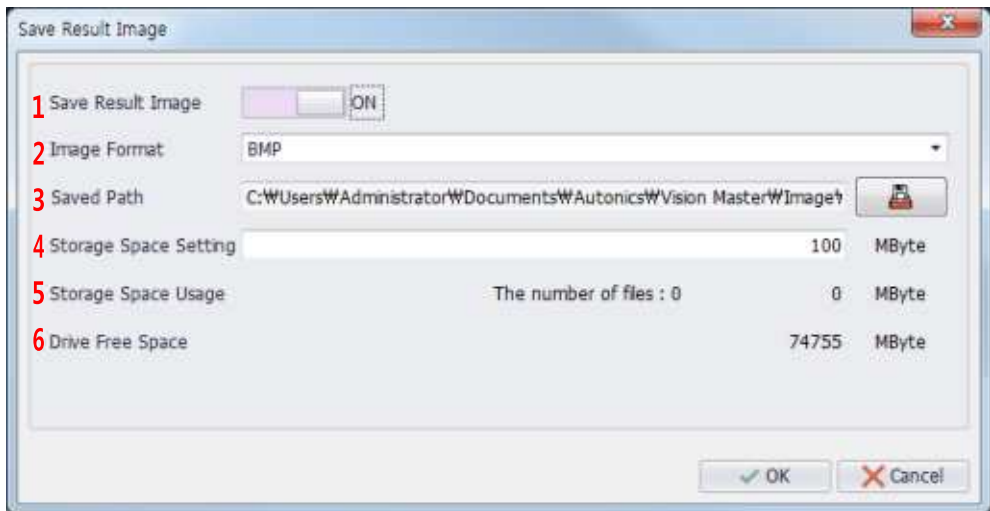 Save Result Image
1 Save Result Image ON
2 Image Format BMP
3 Saved Path C:₩Users₩Administrator₩Documents₩Autonics₩Vision Master₩Image₩
4 Storage Space Setting 100 MByte
5 Storage Space Usage The number of files : 0 0 MByte
6 Drive Free Space 74755 MByte
OK Cancel